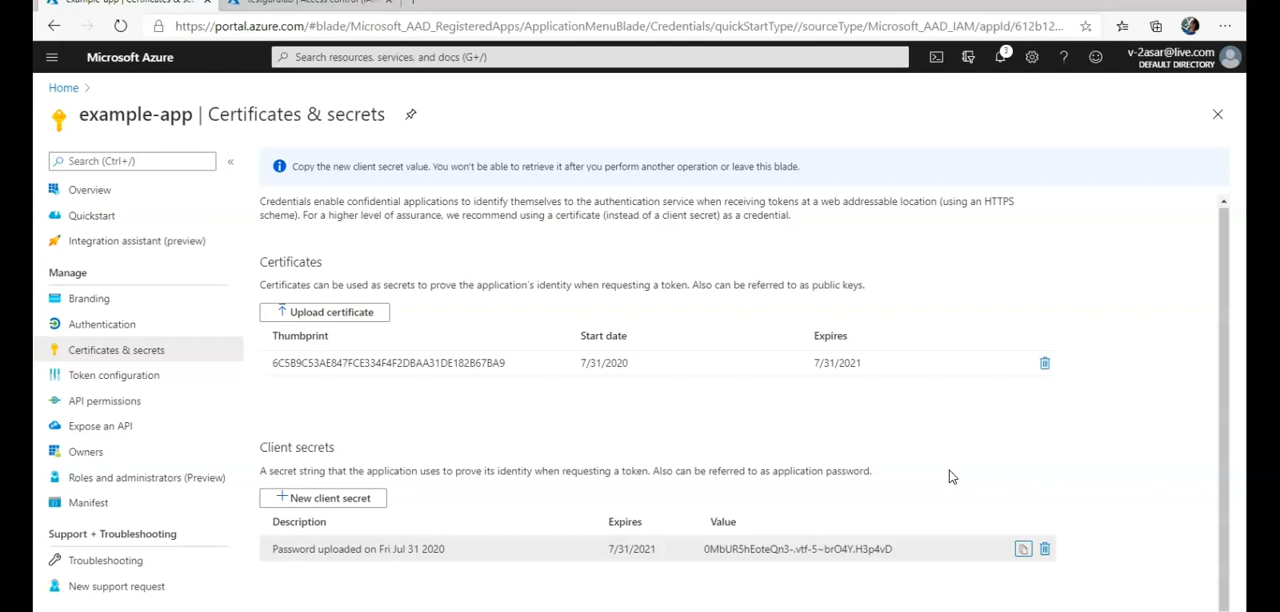 example-app | Certificates & se
testguralab | Access control (IA
https://portal.azure.com/#blade/Microsoft_AAD_RegisteredApps/ApplicationMenuBlade/Credentials/quickStartType//sourceType/Microsoft_AAD_IAM/appId/612b12...
Microsoft Azure
Search resources, services, and docs (G+/)
3
v-2asar@live.com
DEFAULT DIRECTORY
Home >
example-app | Certificates & secrets
Search (Ctrl+/)
«
Copy the new client secret value. You won't be able to retrieve it after you perform another operation or leave this blade.
Overview
Quickstart
Integration assistant (preview)
Manage
Branding
Authentication
Certificates & secrets
Token configuration
API permissions
Expose an API
Owners
Roles and administrators (Preview)
Manifest
Support + Troubleshooting
Troubleshooting
New support request
Credentials enable confidential applications to identify themselves to the authentication service when receiving tokens at a web addressable location (using an HTTPS
scheme). For a higher level of assurance, we recommend using a certificate (instead of a client secret) as a credential.
Certificates
Certificates can be used as secrets to prove the application's identity when requesting a token. Also can be referred to as public keys.
Upload certificate
Thumbprint Start date Expires
6C5B9C53AE847FCE334F4F2DBAA31DE182B67BA9 7/31/2020 7/31/2021
Client secrets
A secret string that the application uses to prove its identity when requesting a token. Also can be referred to as application password.
New client secret
Description Expires Value
Password uploaded on Fri Jul 31 2020 7/31/2021 0MbUR5hEoteQn3-.vtf-5~brO4Y.H3p4vD